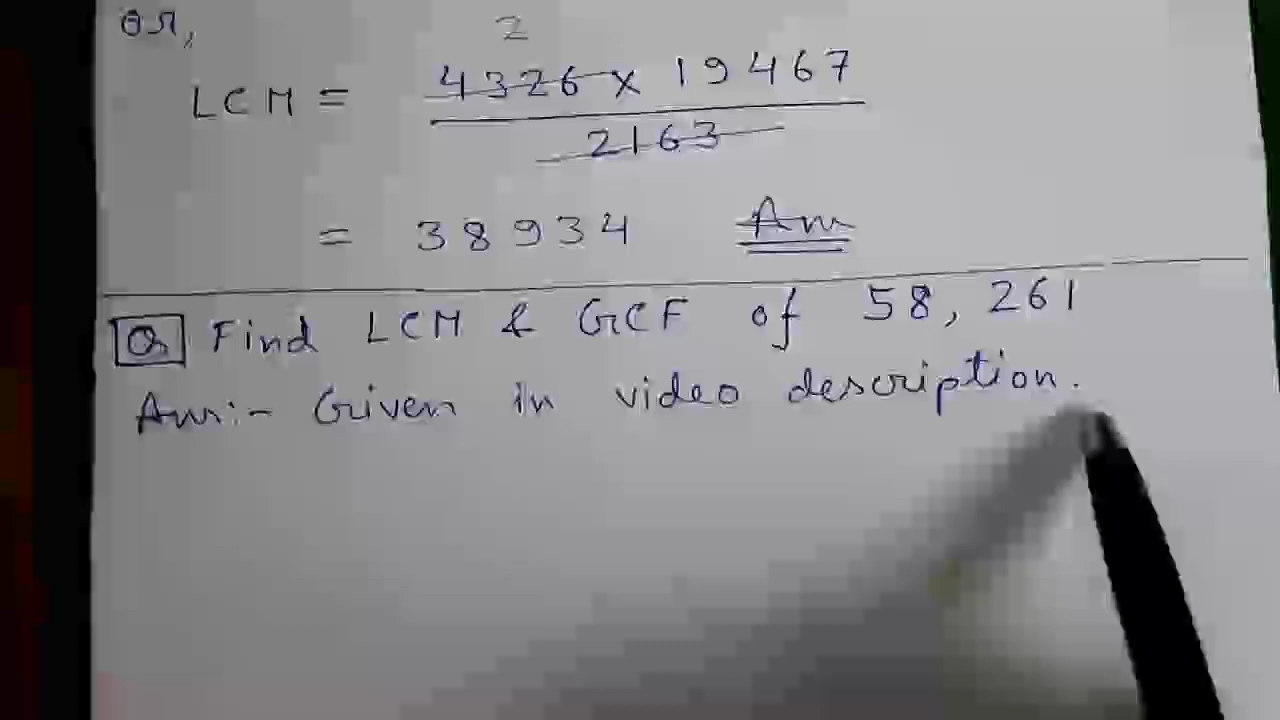 or,
2
LCM = 4326 x 19467
2163
= 38934 Ans
Q Find LCM & GCF of 58, 261
Ans:- Given in video description.